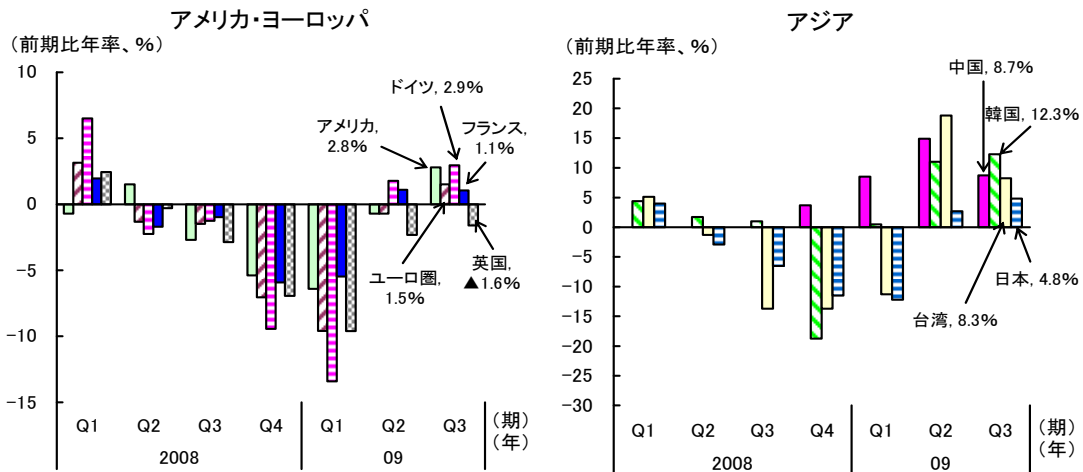 アメリカ・ヨーロッパ
（前期比年率、％）
10
5
0
−5
−10
−15
ドイツ, 2.9%
アメリカ,
2.8%
フランス,
1.1%
ユーロ圏,
1.5%
英国,
▲1.6%
Q1
Q2
Q3
Q4
Q1
Q2
Q3
（期）
（年）
2008
09
アジア
（前期比年率、％）
25
20
15
10
5
0
−5
−10
−15
−20
−25
−30
中国, 8.7%
韓国, 12.3%
日本, 4.8%
台湾, 8.3%
Q1
Q2
Q3
Q4
Q1
Q2
Q3
（期）
（年）
2008
09